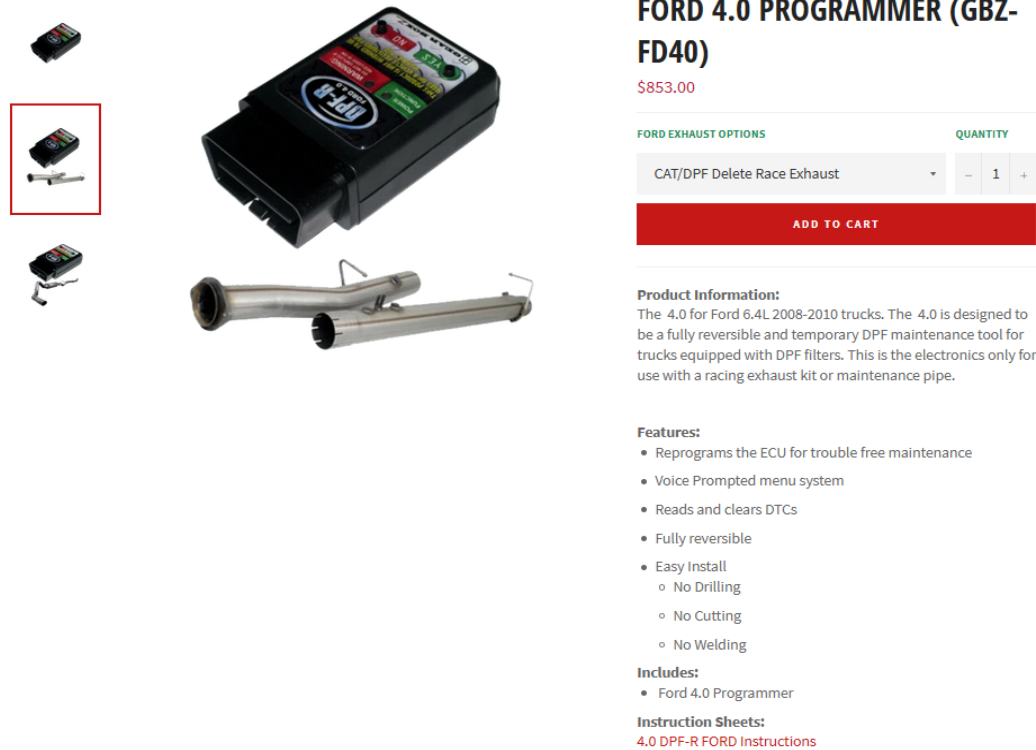 FORD 4.0 PROGRAMMER (GBZ-
FD40)
$853.00
FORD EXHAUST OPTIONS
QUANTITY
CAT/DPF Delete Race Exhaust
1
ADD TO CART
GEAR BOXZ
NO
YES
WARNING:
POWER
FUNCTION
DPF-R
FORD 4.0
Product Information:
The  4.0 for Ford 6.4L 2008-2010 trucks. The  4.0 is designed to
be a fully reversible and temporary DPF maintenance tool for
trucks equipped with DPF filters. This is the electronics only for
use with a racing exhaust kit or maintenance pipe.
Features:
Reprograms the ECU for trouble free maintenance
Voice Prompted menu system
Reads and clears DTCs
Fully reversible
Easy Install
No Drilling
No Cutting
No Welding
Includes:
Ford 4.0 Programmer
Instruction Sheets:
4.0 DPF-R FORD Instructions